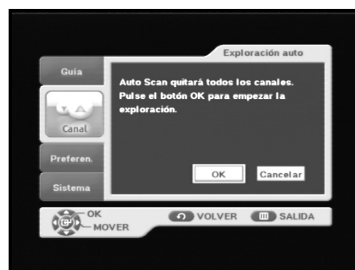 Exploración auto
Guia
Auto Scan quitará todos los canales.
Pulse el botón OK para empezar la
exploración.
Canal
Preferen.
OK Cancelar
Sistema
OK
VOLVER SALIDA
MOVER